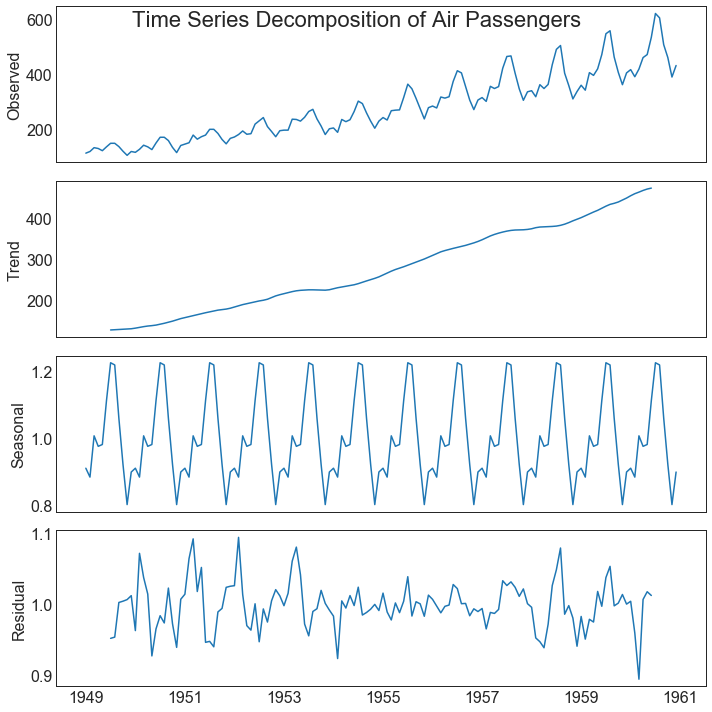 Time Series Decomposition of Air Passengers
600
400
200
Observed
400
300
200
Trend
1.2
1.0
0.8
Seasonal
1.1
1.0
0.9
Residual
1949 1951 1953 1955 1957 1959 1961